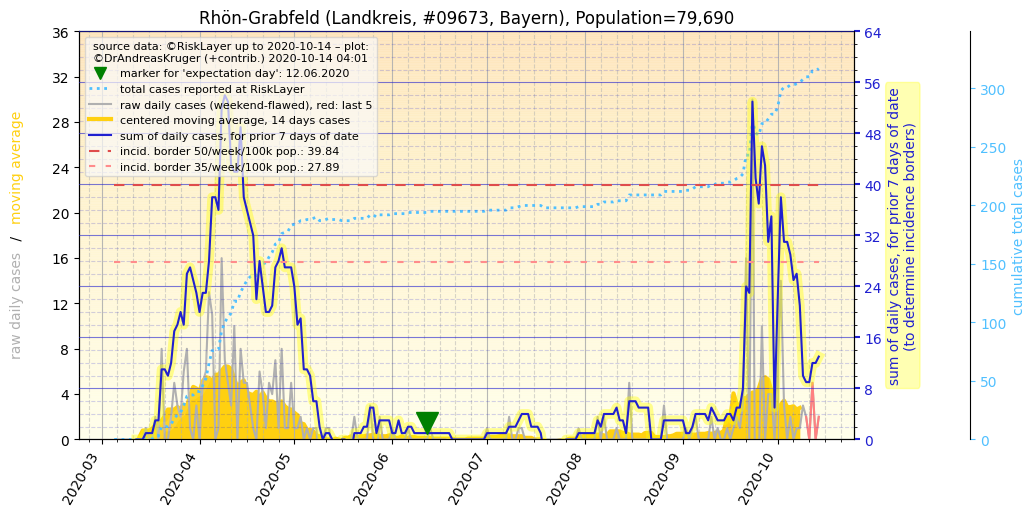 Rhön-Grabfeld (Landkreis, #09673, Bayern), Population=79,690
source data: ©RiskLayer up to 2020-10-14 – plot:
©DrAndreasKruger (+contrib.) 2020-10-14 04:01
marker for 'expectation day': 12.06.2020
total cases reported at RiskLayer
raw daily cases (weekend-flawed), red: last 5
centered moving average, 14 days cases
sum of daily cases, for prior 7 days of date
incid. border 50/week/100k pop.: 39.84
incid. border 35/week/100k pop.: 27.89
raw daily cases / moving average
36
32
28
24
20
16
12
8
4
0
64
56
48
40
32
24
16
8
0
sum of daily cases, for prior 7 days of date
(to determine incidence borders)
300
250
200
150
100
50
0
cumulative total cases
2020-03
2020-04
2020-05
2020-06
2020-07
2020-08
2020-09
2020-10